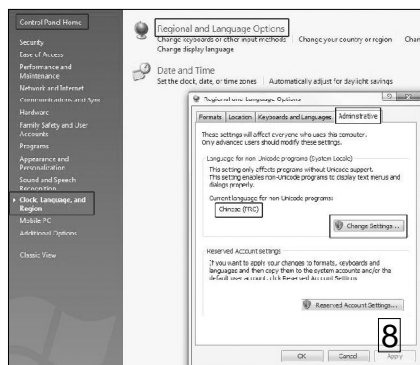 Control Panel Home
Security
Ease of Access
Performance and
Maintenance
Network and Internet
Communications and Sync
Hardware
Family Safety and User
Accounts
Programs
Appearance and
Personalization
Sound and Speech
Recognition
Clock, Language, and
Region
Mobile PC
Additional Options
Classic View
Regional and Language Options
Change keyboards or other input methods Change your country or region
Change display language
Date and Time
Set the clock, date, or time zones Automatically adjust for daylight savings
Regional and Language Options
Formats Location Keyboards and Languages Administrative
These settings will affect everyone who uses this computer.
Only advanced users should modify these settings.
Language for non Unicode programs (System Locale)
This setting only affects programs without Unicode support.
This setting enables non-Unicode programs to display text menus and
dialogs properly.
Current language for non Unicode programs:
Chinese (PRC)
Change Settings...
Reserved Account settings
If you want to apply your changes to formats, keyboards and
languages and then copy them to the system accounts and/or the
default user account, click Reserved Account Settings
Reserved Account Settings...
8
OK Cancel Apply